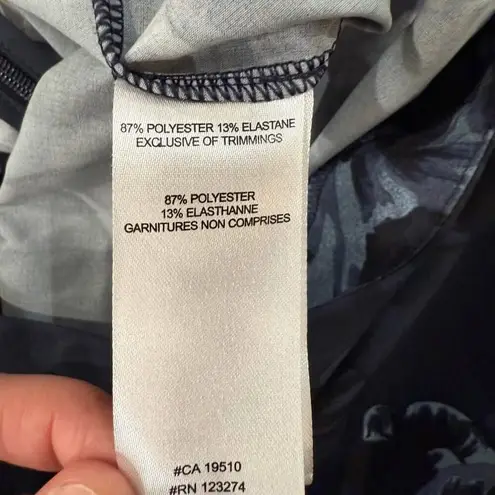 87% POLYESTER 13% ELASTANE
EXCLUSIVE OF TRIMMINGS
87% POLYESTER
13% ELASTHANNE
GARNITURES NON COMPRISES
#CA 19510
#RN 123274